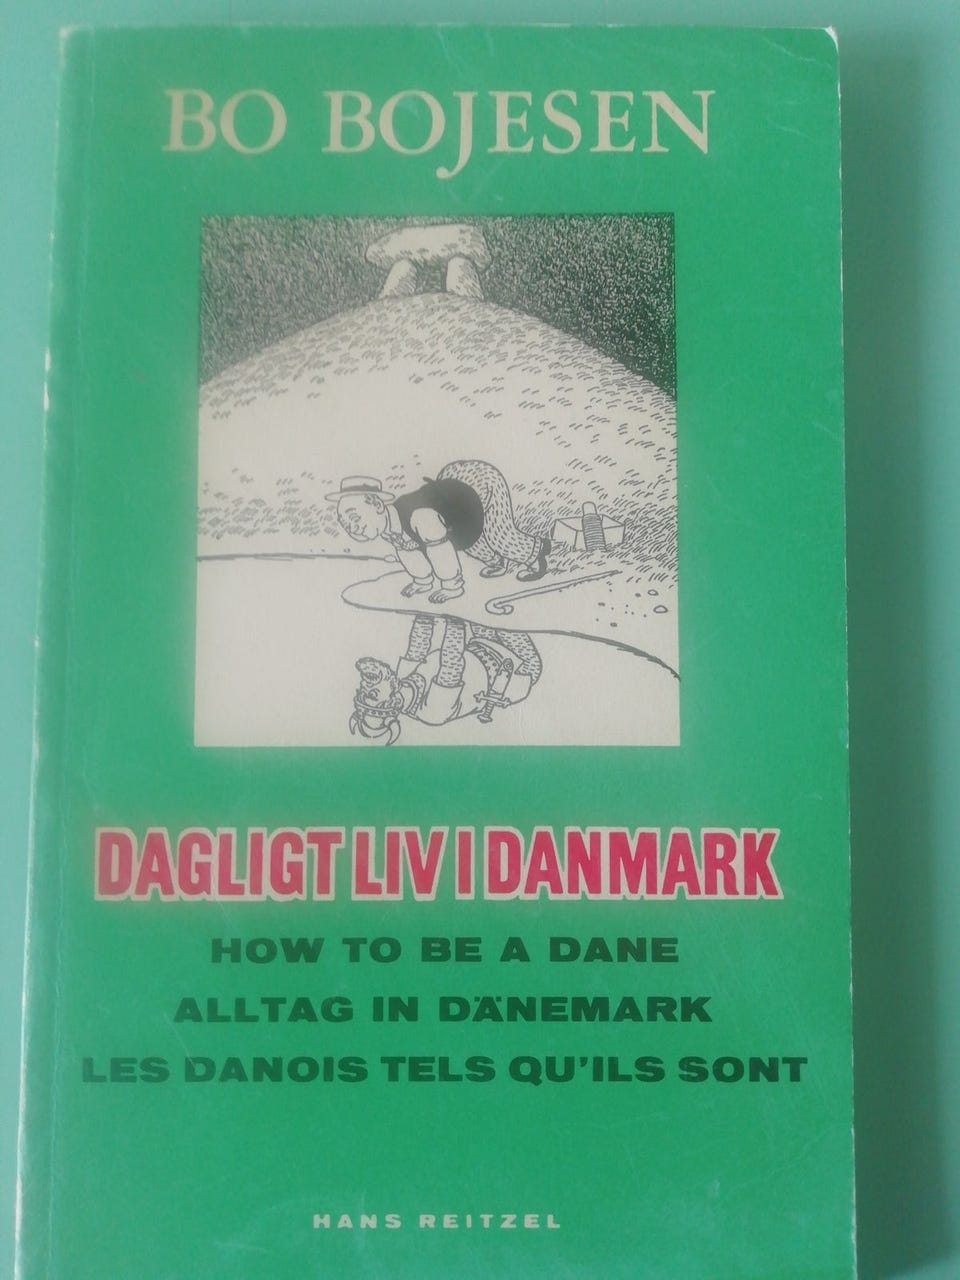 BO BOJESEN
DAGLIGT LIV I DANMARK
HOW TO BE A DANE
ALLTAG IN DÄNEMARK
LES DANOIS TELS QU'ILS SONT
HANS REITZEL